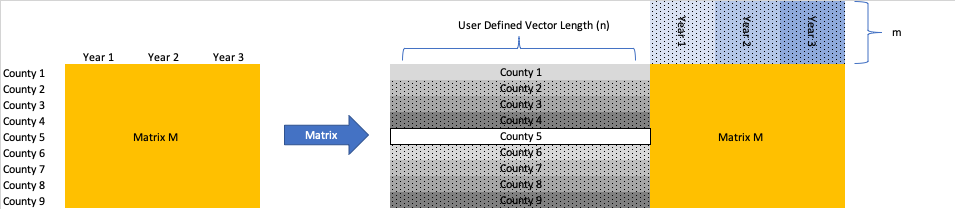 Year 1 Year 2 Year 3
County 1
County 2
County 3
County 4
County 5
County 6
County 7
County 8
County 9
Matrix M
Matrix
User Defined Vector Length (n)
Year 1
Year 2
Year 3
m
County 1
County 2
County 3
County 4
County 5
County 6
County 7
County 8
County 9
Matrix M